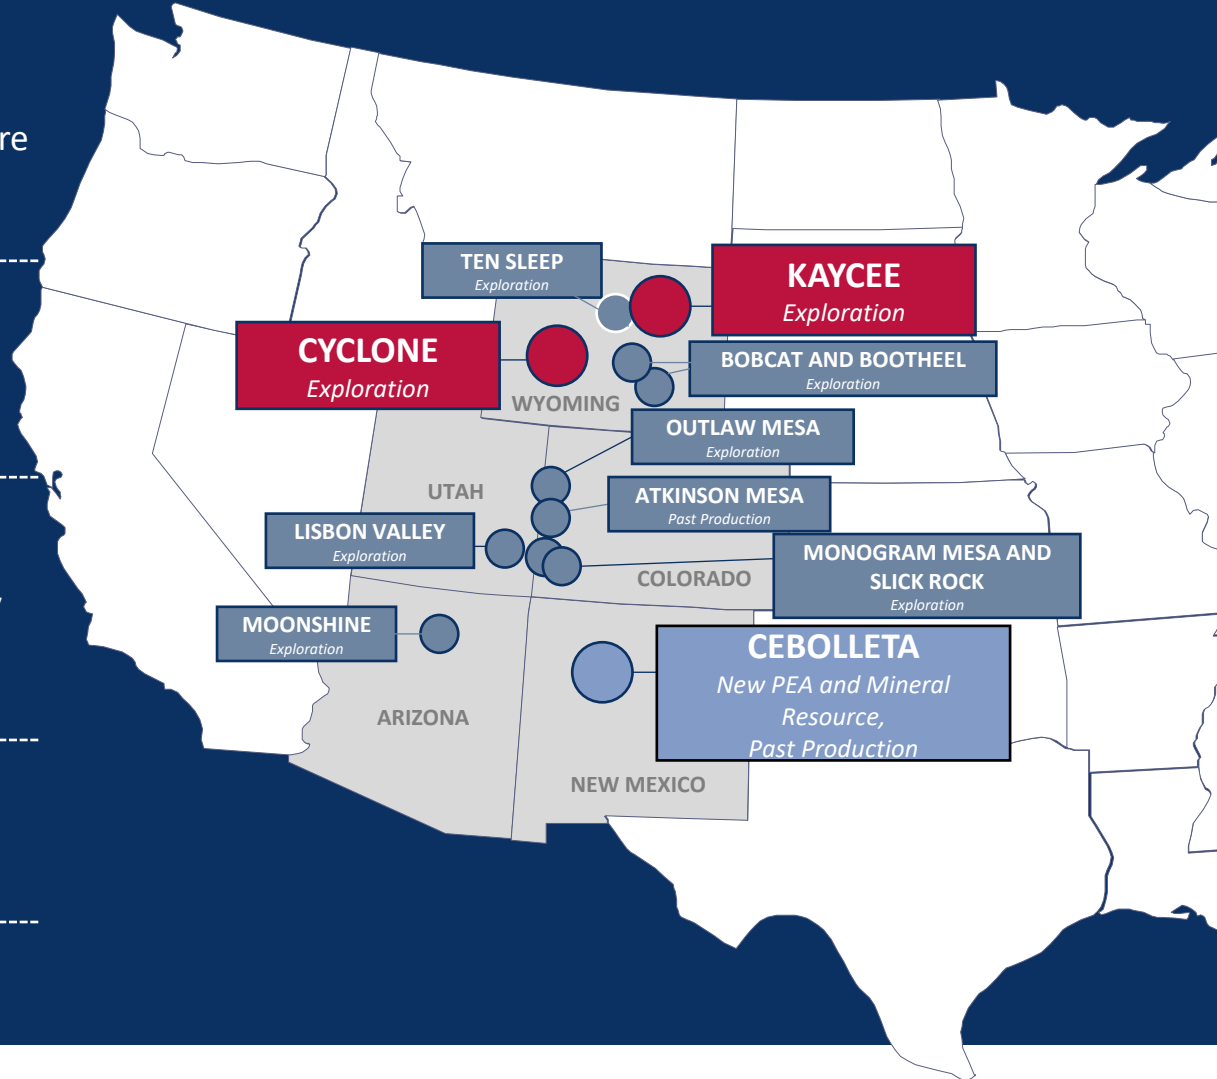 re
TEN SLEEP
Exploration
KAYCEE
Exploration
CYCLONE
Exploration
BOBCAT AND BOOTHEEL
Exploration
WYOMING
OUTLAW MESA
Exploration
UTAH
ATKINSON MESA
Past Production
LISBON VALLEY
Exploration
MONOGRAM MESA AND
SLICK ROCK
Exploration
COLORADO
MOONSHINE
Exploration
CEBOLLETA
New PEA and Mineral
Resource,
Past Production
ARIZONA
NEW MEXICO